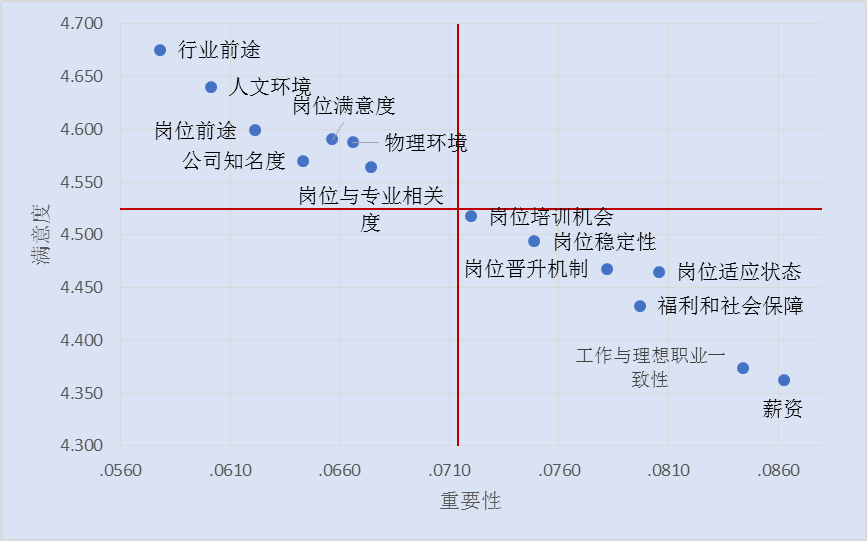 4.700
行业前途
4.650
人文环境
岗位满意度
4.600
岗位前途
物理环境
公司知名度
4.550
岗位与专业相关
度
岗位培训机会
4.500
岗位稳定性
岗位晋升机制
岗位适应状态
4.450
福利和社会保障
4.400
工作与理想职业一
致性
4.350
薪资
4.300
满意度
.0560 .0610 .0660 .0710 .0760 .0810 .0860
重要性